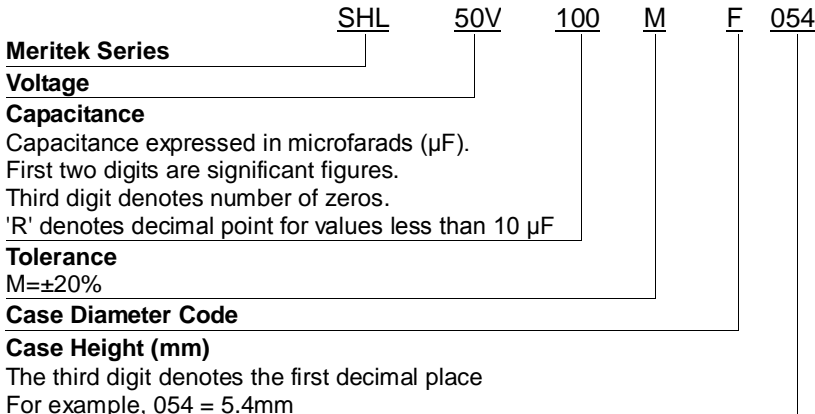 SHL 50V 100 M F 054
Meritek Series
Voltage
Capacitance
Capacitance expressed in microfarads (µF).
First two digits are significant figures.
Third digit denotes number of zeros.
'R' denotes decimal point for values less than 10 µF
Tolerance
M=±20%
Case Diameter Code
Case Height (mm)
The third digit denotes the first decimal place
For example, 054 = 5.4mm